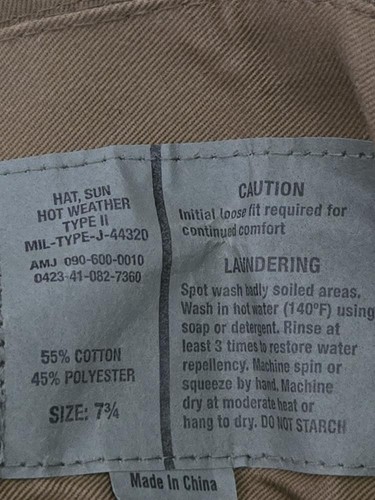 HAT, SUN
HOT WEATHER
TYPE II
MIL-TYPE-J-44320
AMJ 090-600-0010
0423-41-082-7360
55% COTTON
45% POLYESTER
SIZE: 7¾
CAUTION
Initial loose fit required for
continued comfort
LAUNDERING
Spot wash badly soiled areas.
Wash in hot water (140°F) using
soap or detergent. Rinse at
least 3 times to restore water
repellency. Machine spin or
squeeze by hand. Machine
dry at moderate heat or
hang to dry. DO NOT STARCH
Made In China